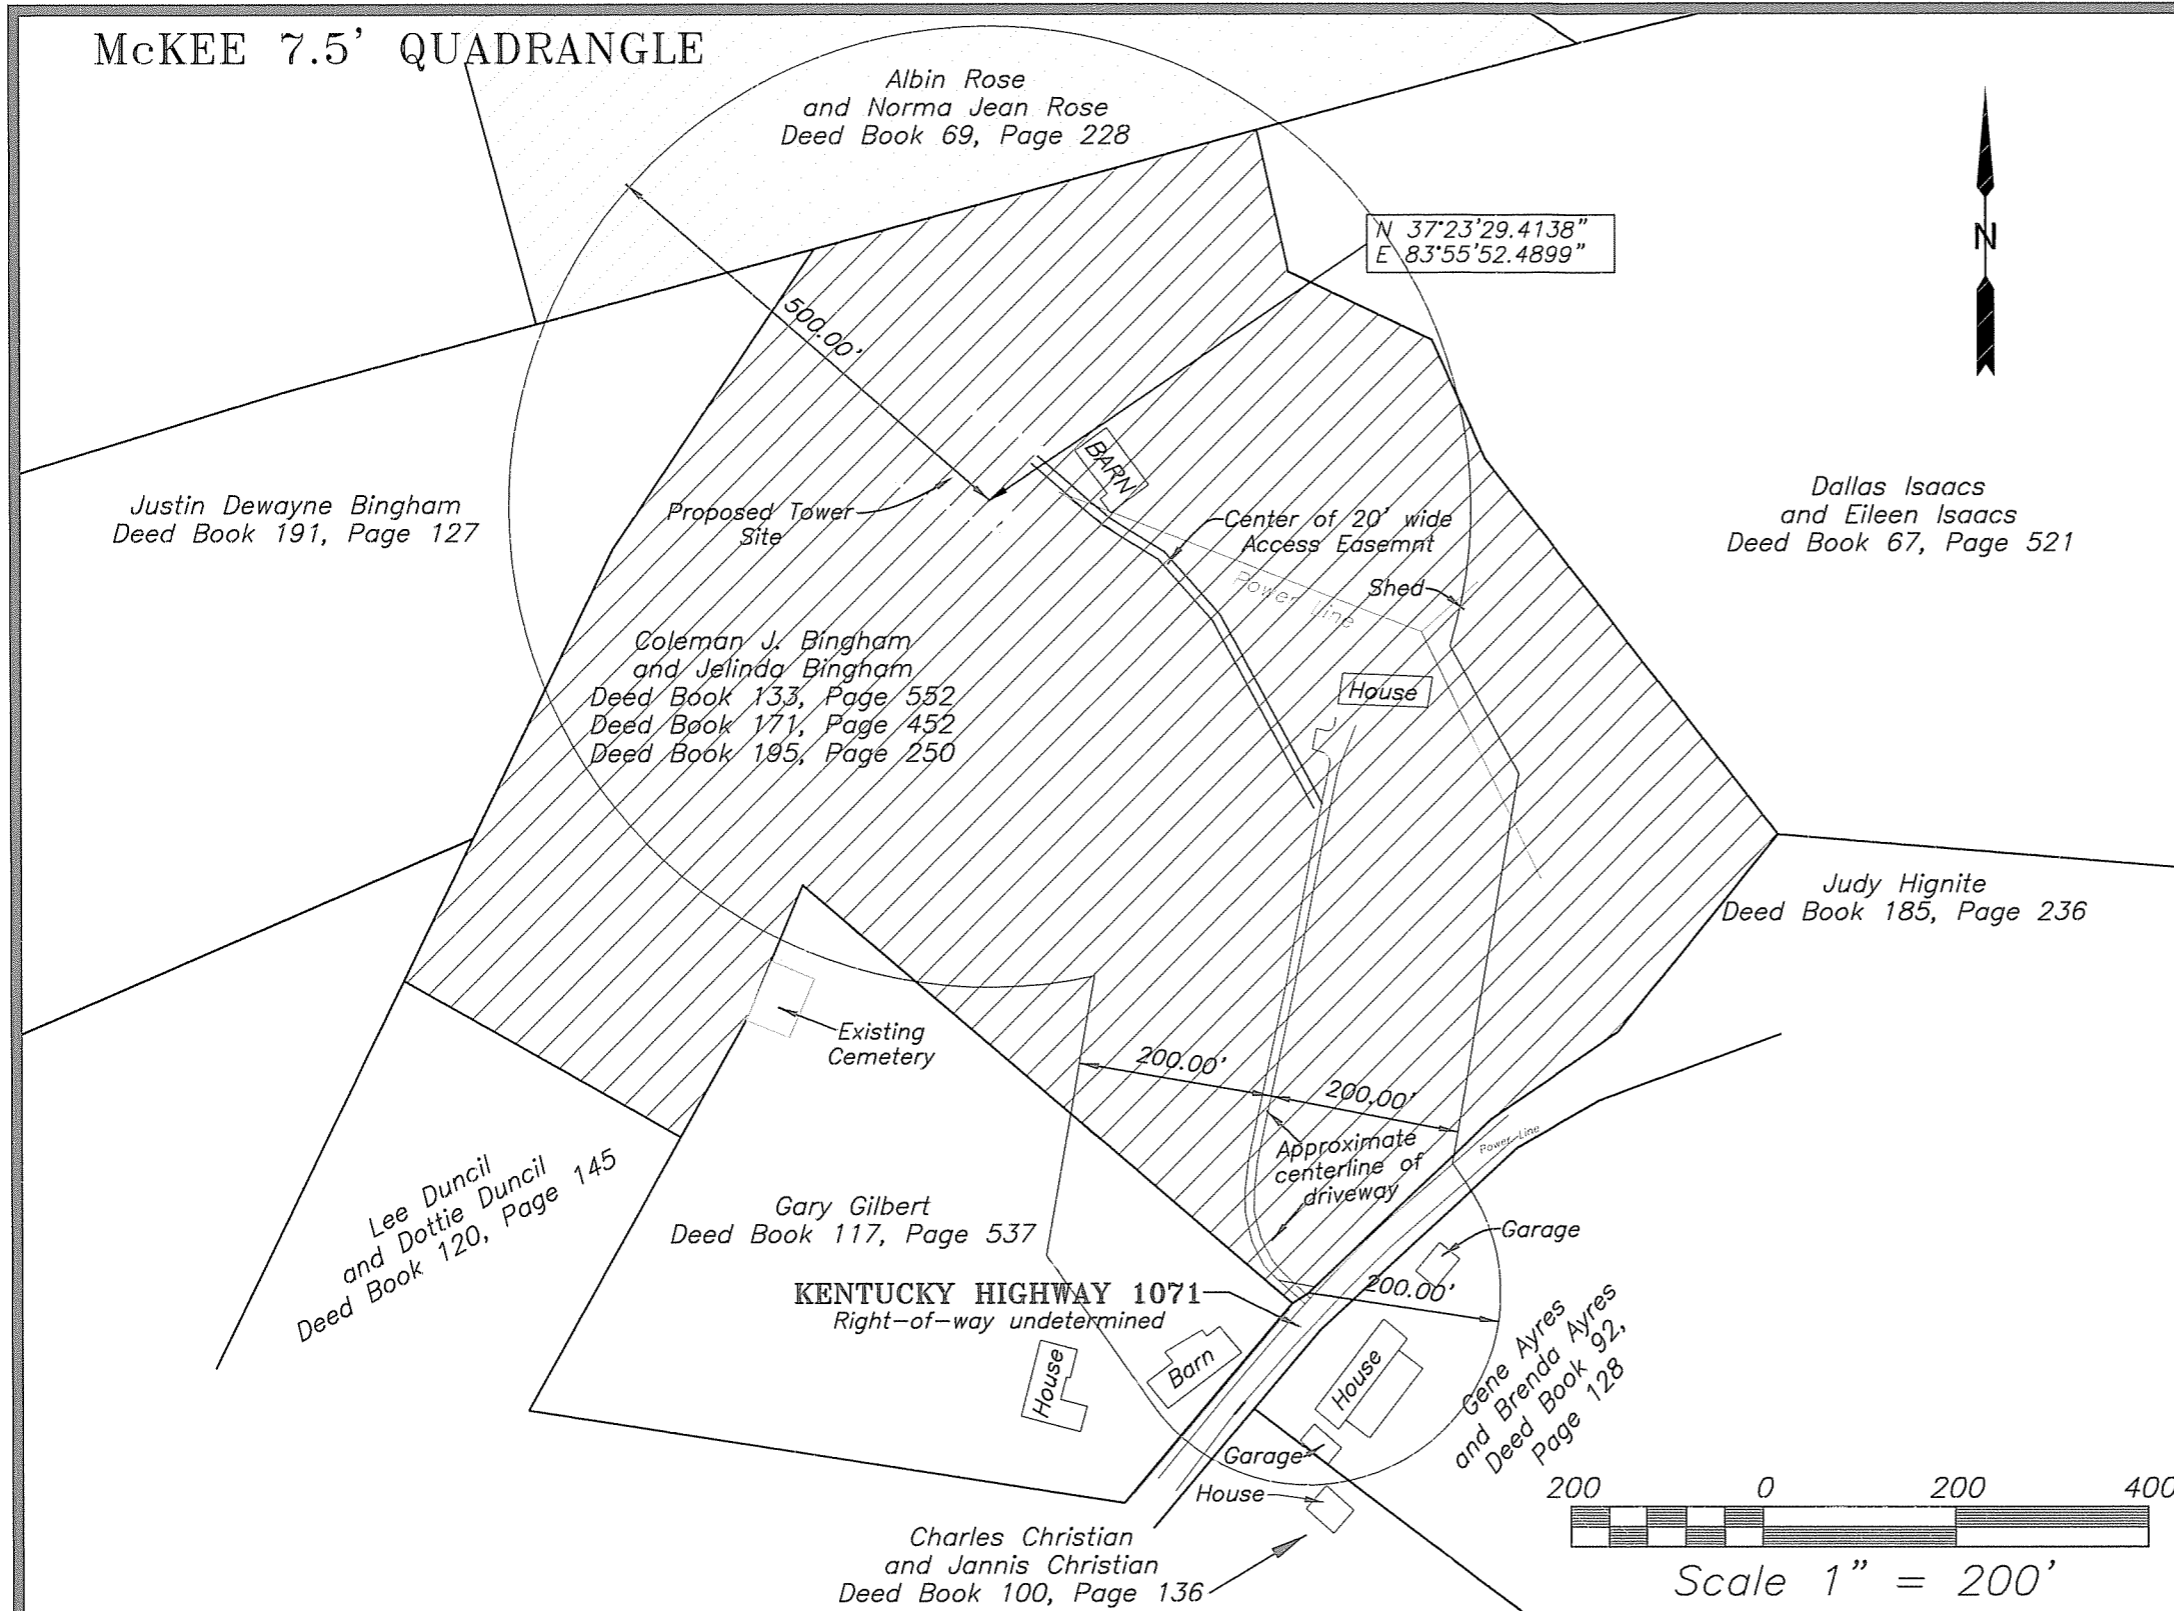 McKEE 7.5' QUADRANGLE
Albin Rose
and Norma Jean Rose
Deed Book 69, Page 228
N 37°23'29.4138"
E 83°55'52.4899"
N
500.00'
BARN
Justin Dewayne Bingham
Deed Book 191, Page 127
Proposed Tower
Site
Center of 20' wide
Access Easemnt
Dallas Isaacs
and Eileen Isaacs
Deed Book 67, Page 521
Power Line
Shed
Coleman J. Bingham
and Jelinda Bingham
Deed Book 133, Page 552
Deed Book 171, Page 452
Deed Book 195, Page 250
House
Judy Hignite
Deed Book 185, Page 236
Existing
Cemetery
200.00'
200.00'
Approximate
centerline of
driveway
Power Line
Lee Duncil
and Dottie Duncil
Deed Book 120, Page 145
Gary Gilbert
Deed Book 117, Page 537
Garage
KENTUCKY HIGHWAY 1071
Right-of-way undetermined
200.00'
House
Barn
House
Gene Ayres
and Brenda Ayres
Deed Book 92,
Page 128
Garage
House
Charles Christian
and Jannis Christian
Deed Book 100, Page 136
200 0 200 400
Scale 1" = 200'